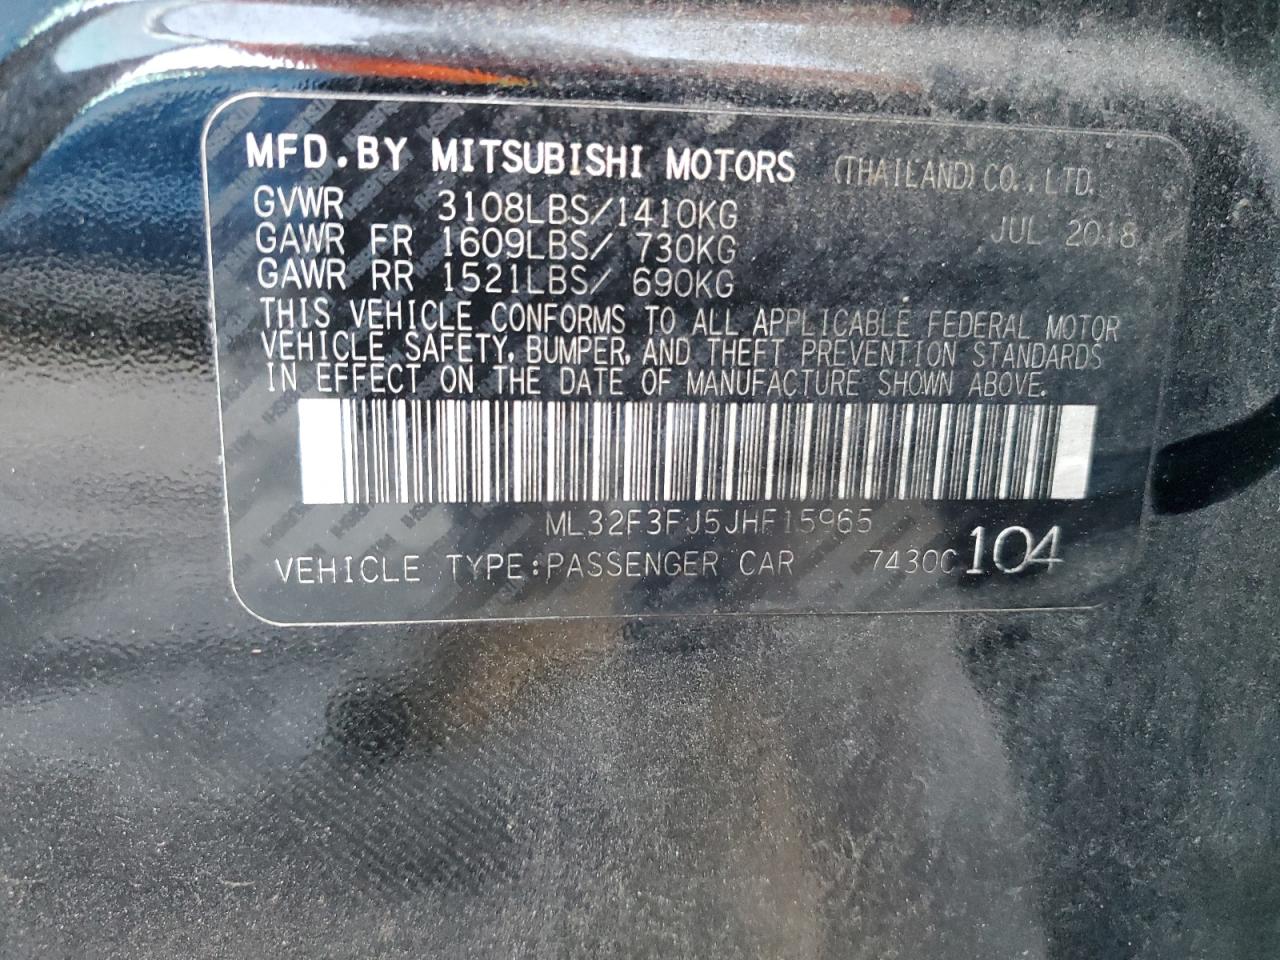 MFD.BY MITSUBISHI MOTORS (THAILAND) CO.,LTD.
GVWR 3108LBS/1410KG JUL 2018
GAWR FR 1609LBS/ 730KG
GAWR RR 1521LBS/ 690KG
THIS VEHICLE CONFORMS TO ALL APPLICABLE FEDERAL MOTOR
VEHICLE SAFETY, BUMPER, AND THEFT PREVENTION STANDARDS
IN EFFECT ON THE DATE OF MANUFACTURE SHOWN ABOVE.
ML32F3FJ5JHF15965
VEHICLE TYPE:PASSENGER CAR 7430C 104